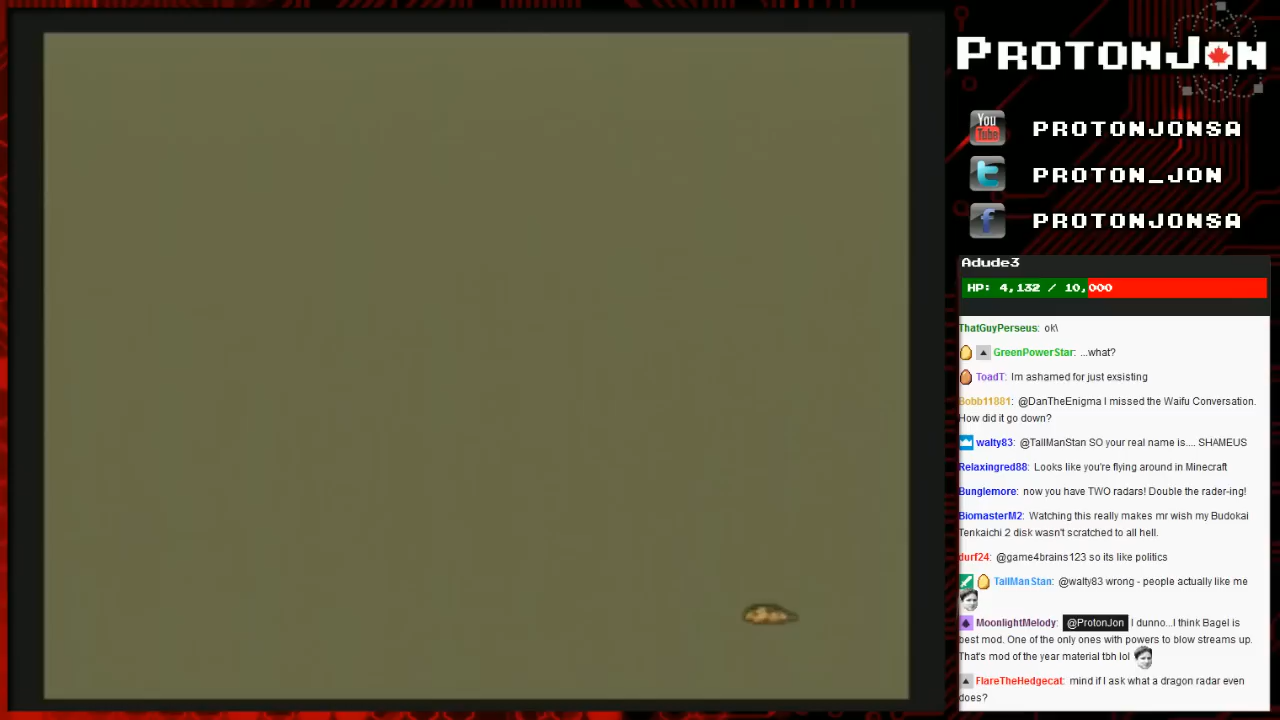 PROTONJON
You Tube
PROTONJONSA
PROTON_JON
PROTONJONSA
Adude3
HP: 4,132 / 10,000
ThatGuyPerseus: ok\
GreenPowerStar: ...what?
ToadT: Im ashamed for just exsisting
Bobb11881: @DanTheEnigma I missed the Waifu Conversation.
How did it go down?
walty83: @TallManStan SO your real name is.... SHAMEUS
Relaxingred88: Looks like you're flying around in Minecraft
Bunglemore: now you have TWO radars! Double the rader-ing!
BiomasterM2: Watching this really makes mr wish my Budokai
Tenkaichi 2 disk wasn't scratched to all hell.
durf24: @game4brains123 so its like politics
TallManStan: @walty83 wrong - people actually like me
MoonlightMelody: @ProtonJon I dunno...I think Bagel is
best mod. One of the only ones with powers to blow streams up.
That's mod of the year material tbh lol
FlareTheHedgecat: mind if I ask what a dragon radar even
does?